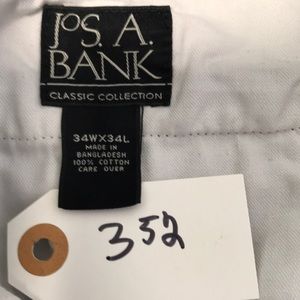 JOS. A.
BANK
CLASSIC COLLECTION
34WX34L
MADE IN
BANGLADESH
100% COTTON
CARE OVER
352